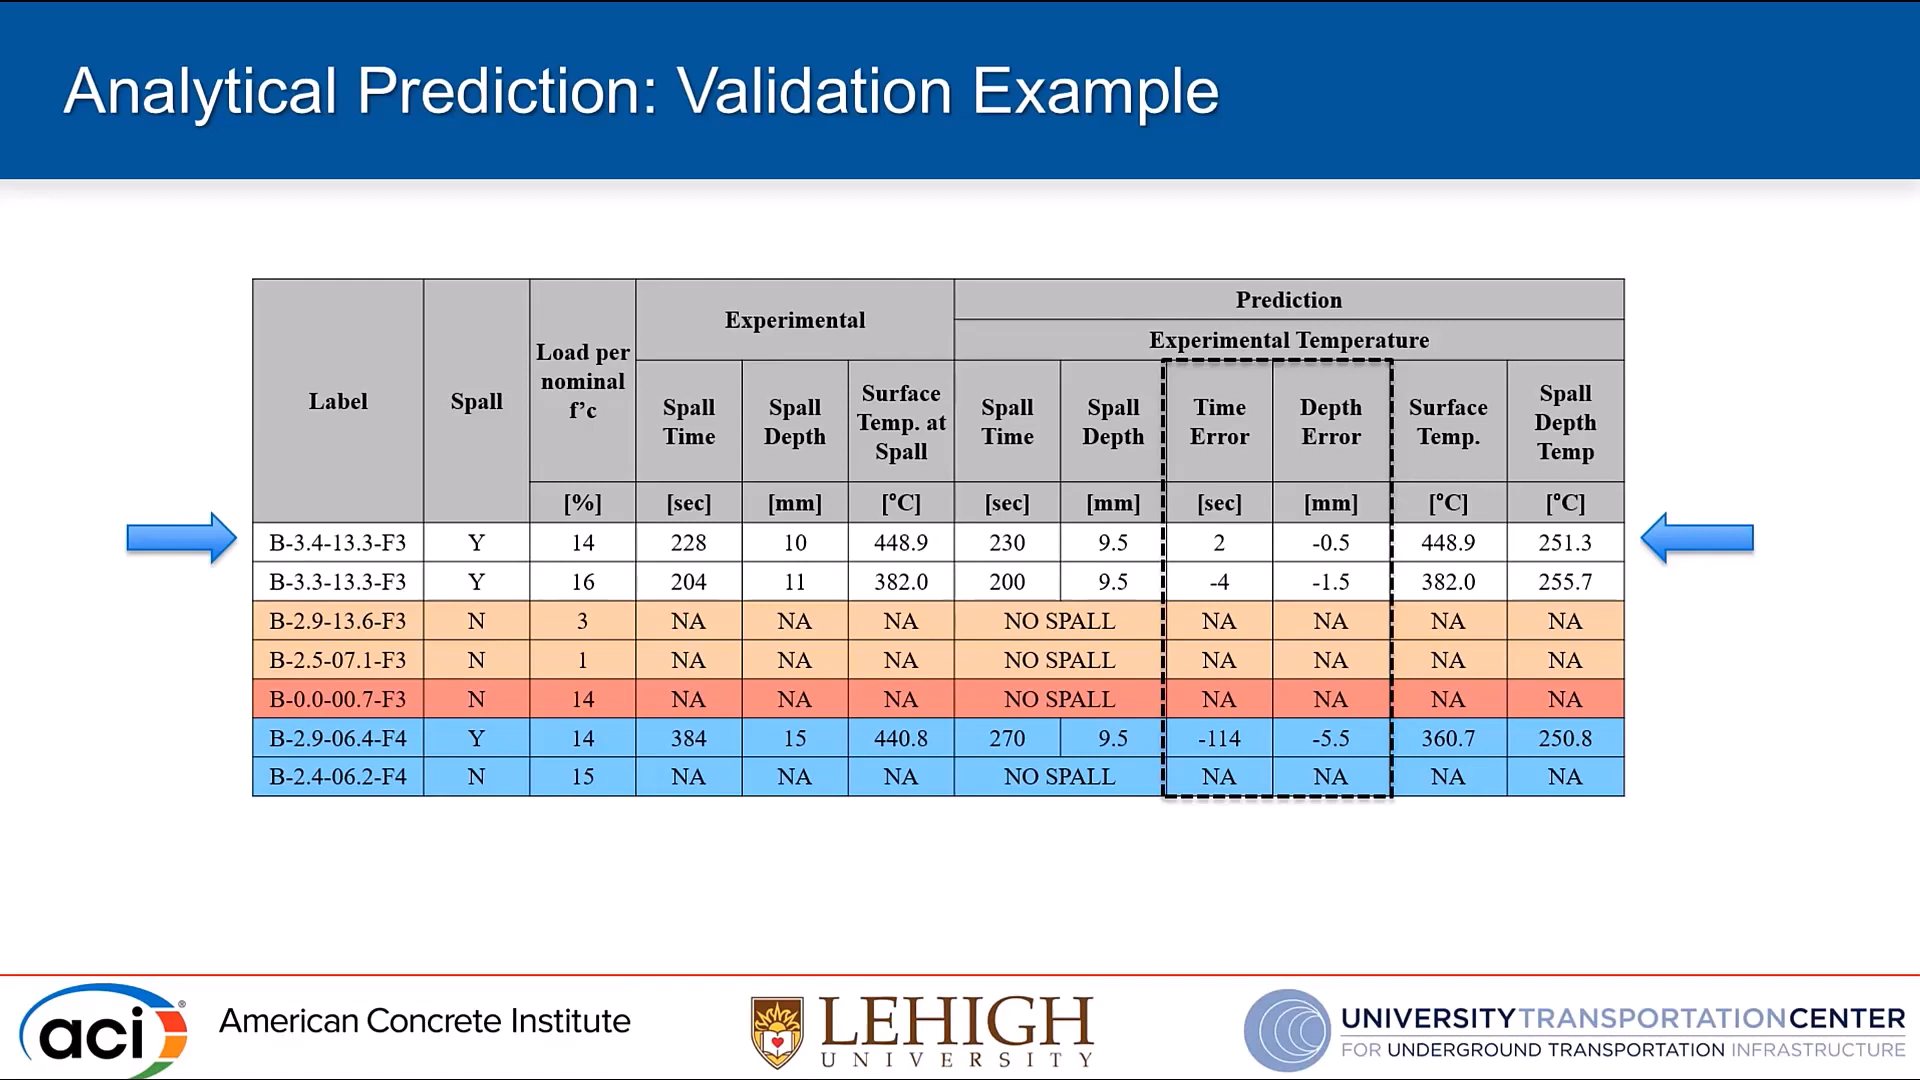 Analytical Prediction: Validation Example
Label
Spall
Load per
nominal
f’c
Experimental
Prediction
Experimental Temperature
Spall
Time
Spall
Depth
Surface
Temp. at
Spall
Spall
Time
Spall
Depth
Time
Error
Depth
Error
Surface
Temp.
Spall
Depth
Temp
[%] [sec] [mm] [°C] [sec] [mm] [sec] [mm] [°C] [°C]
B-3.4-13.3-F3 Y 14 228 10 448.9 230 9.5 2 -0.5 448.9 251.3
B-3.3-13.3-F3 Y 16 204 11 382.0 200 9.5 -4 -1.5 382.0 255.7
B-2.9-13.6-F3 N 3 NA NA NA NO SPALL NA NA NA NA
B-2.5-07.1-F3 N 1 NA NA NA NO SPALL NA NA NA NA
B-0.0-00.7-F3 N 14 NA NA NA NO SPALL NA NA NA NA
B-2.9-06.4-F4 Y 14 384 15 440.8 270 9.5 -114 -5.5 360.7 250.8
B-2.4-06.2-F4 N 15 NA NA NA NO SPALL NA NA NA NA
aci®
American Concrete Institute
LEHIGH
UNIVERSITY
UNIVERSITYTRANSPORTATIONCENTER
FOR UNDERGROUND TRANSPORTATION INFRASTRUCTURE